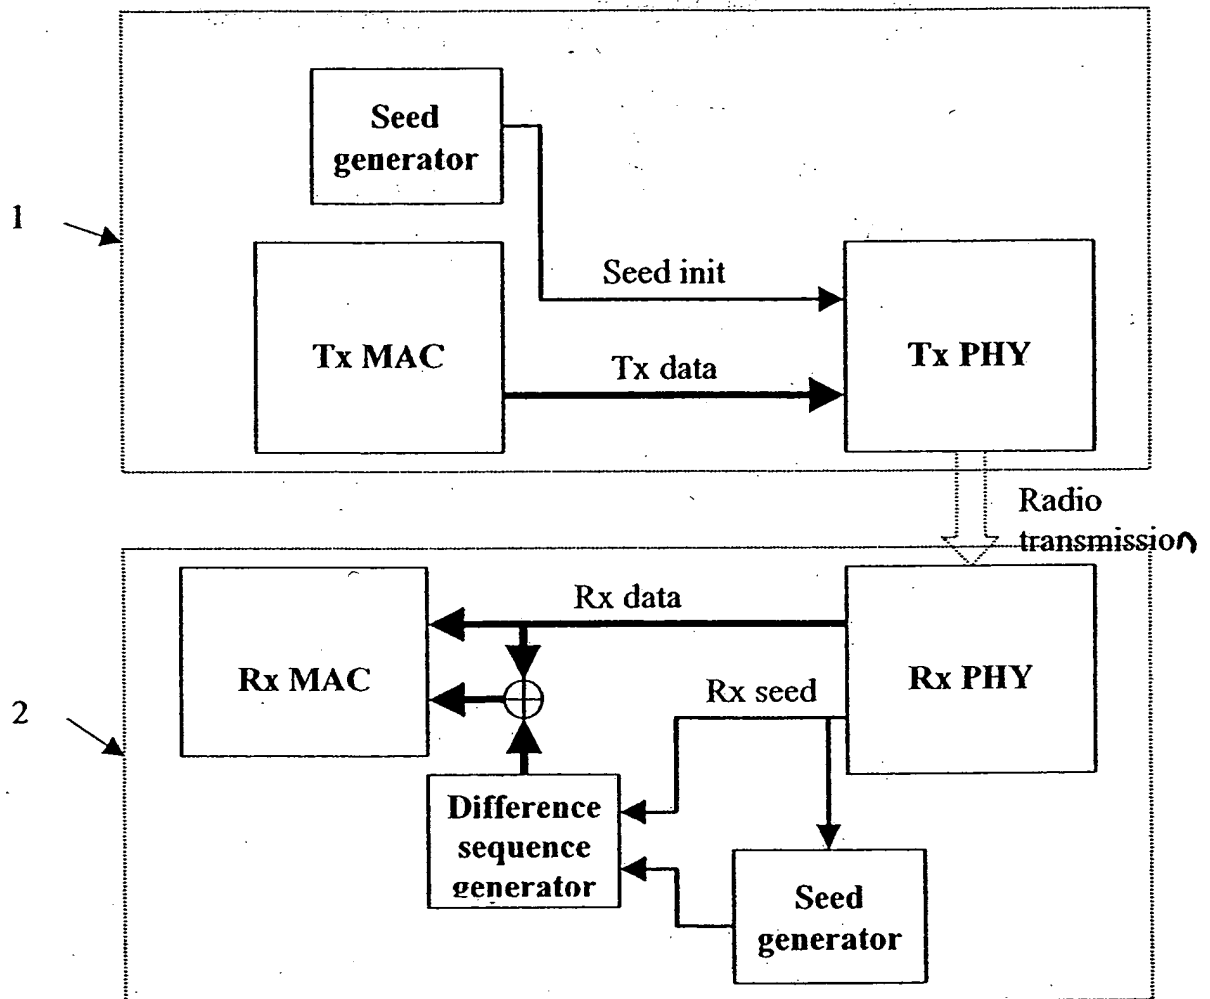 Seed
generator
1
Seed init
Tx MAC
Tx PHY
Tx data
Radio
transmission
Rx data
Rx MAC
Rx PHY
Rx seed
2
Difference
sequence
generator
Seed
generator